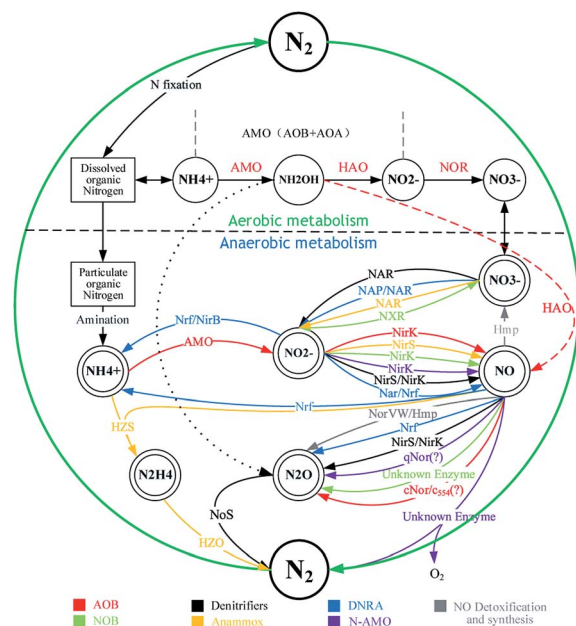 N2
N fixation
AMO（AOB+AOA）
Dissolved
organic
Nitrogen
NH4+
AMO
NH2OH
HAO
NO2-
NOR
NO3-
Aerobic metabolism
Anaerobic metabolism
Particulate
organic
Nitrogen
Amination
NAR
NAP/NAR
NAR
NXR
NO3-
HAO
Hmp
Nrf/NirB
AMO
NH4+
NO2-
NirK
NirS
NirK
NirK
NirS/NirK
Nar/Nrf
NO
Nrf
NorVW/Hmp
Nrf
NirS/NirK
qNor(?)
Unknown Enzyme
cNor/c554(?)
HZS
N2H4
N2O
NoS
HZO
Unknown Enzyme
O2
N2
AOB
Denitrifiers
DNRA
NO Detoxification
and synthesis
NOB
Anammox
N-AMO